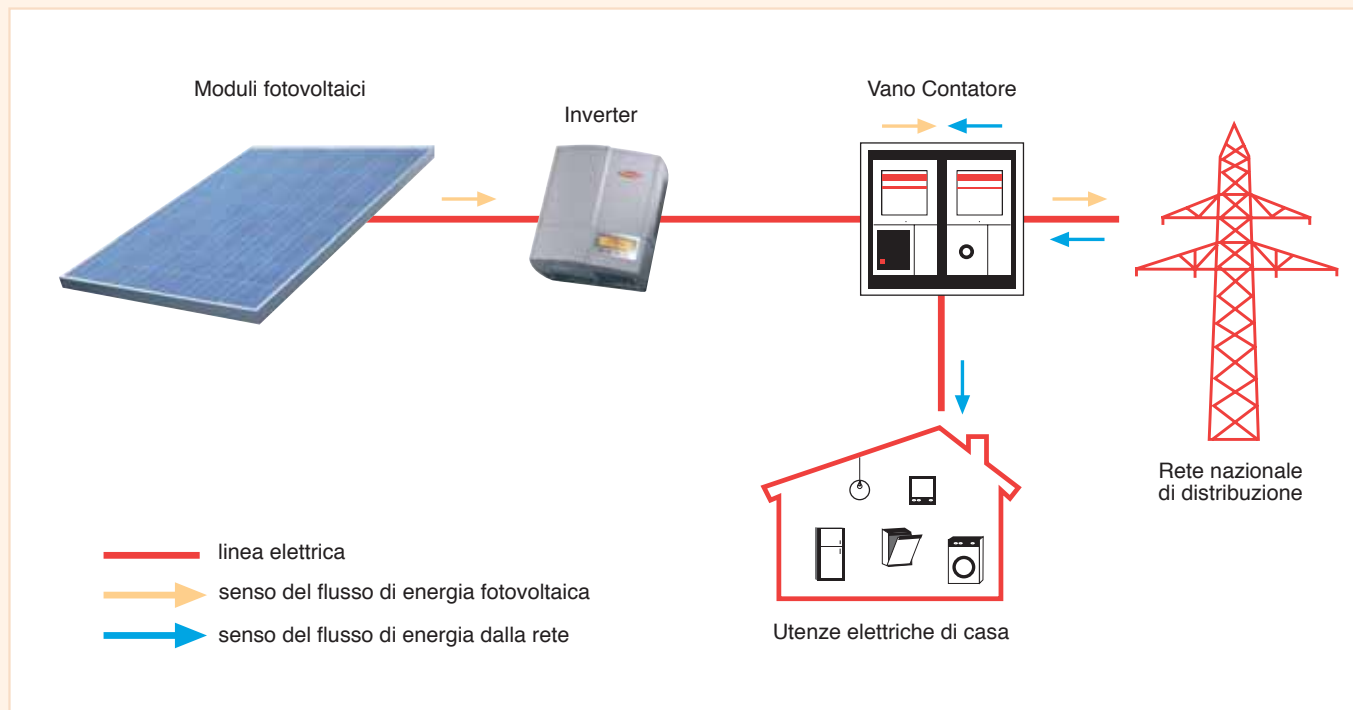 Moduli fotovoltaici
Inverter
Vano Contatore
Rete nazionale
di distribuzione
linea elettrica
senso del flusso di energia fotovoltaica
senso del flusso di energia dalla rete
Utenze elettriche di casa